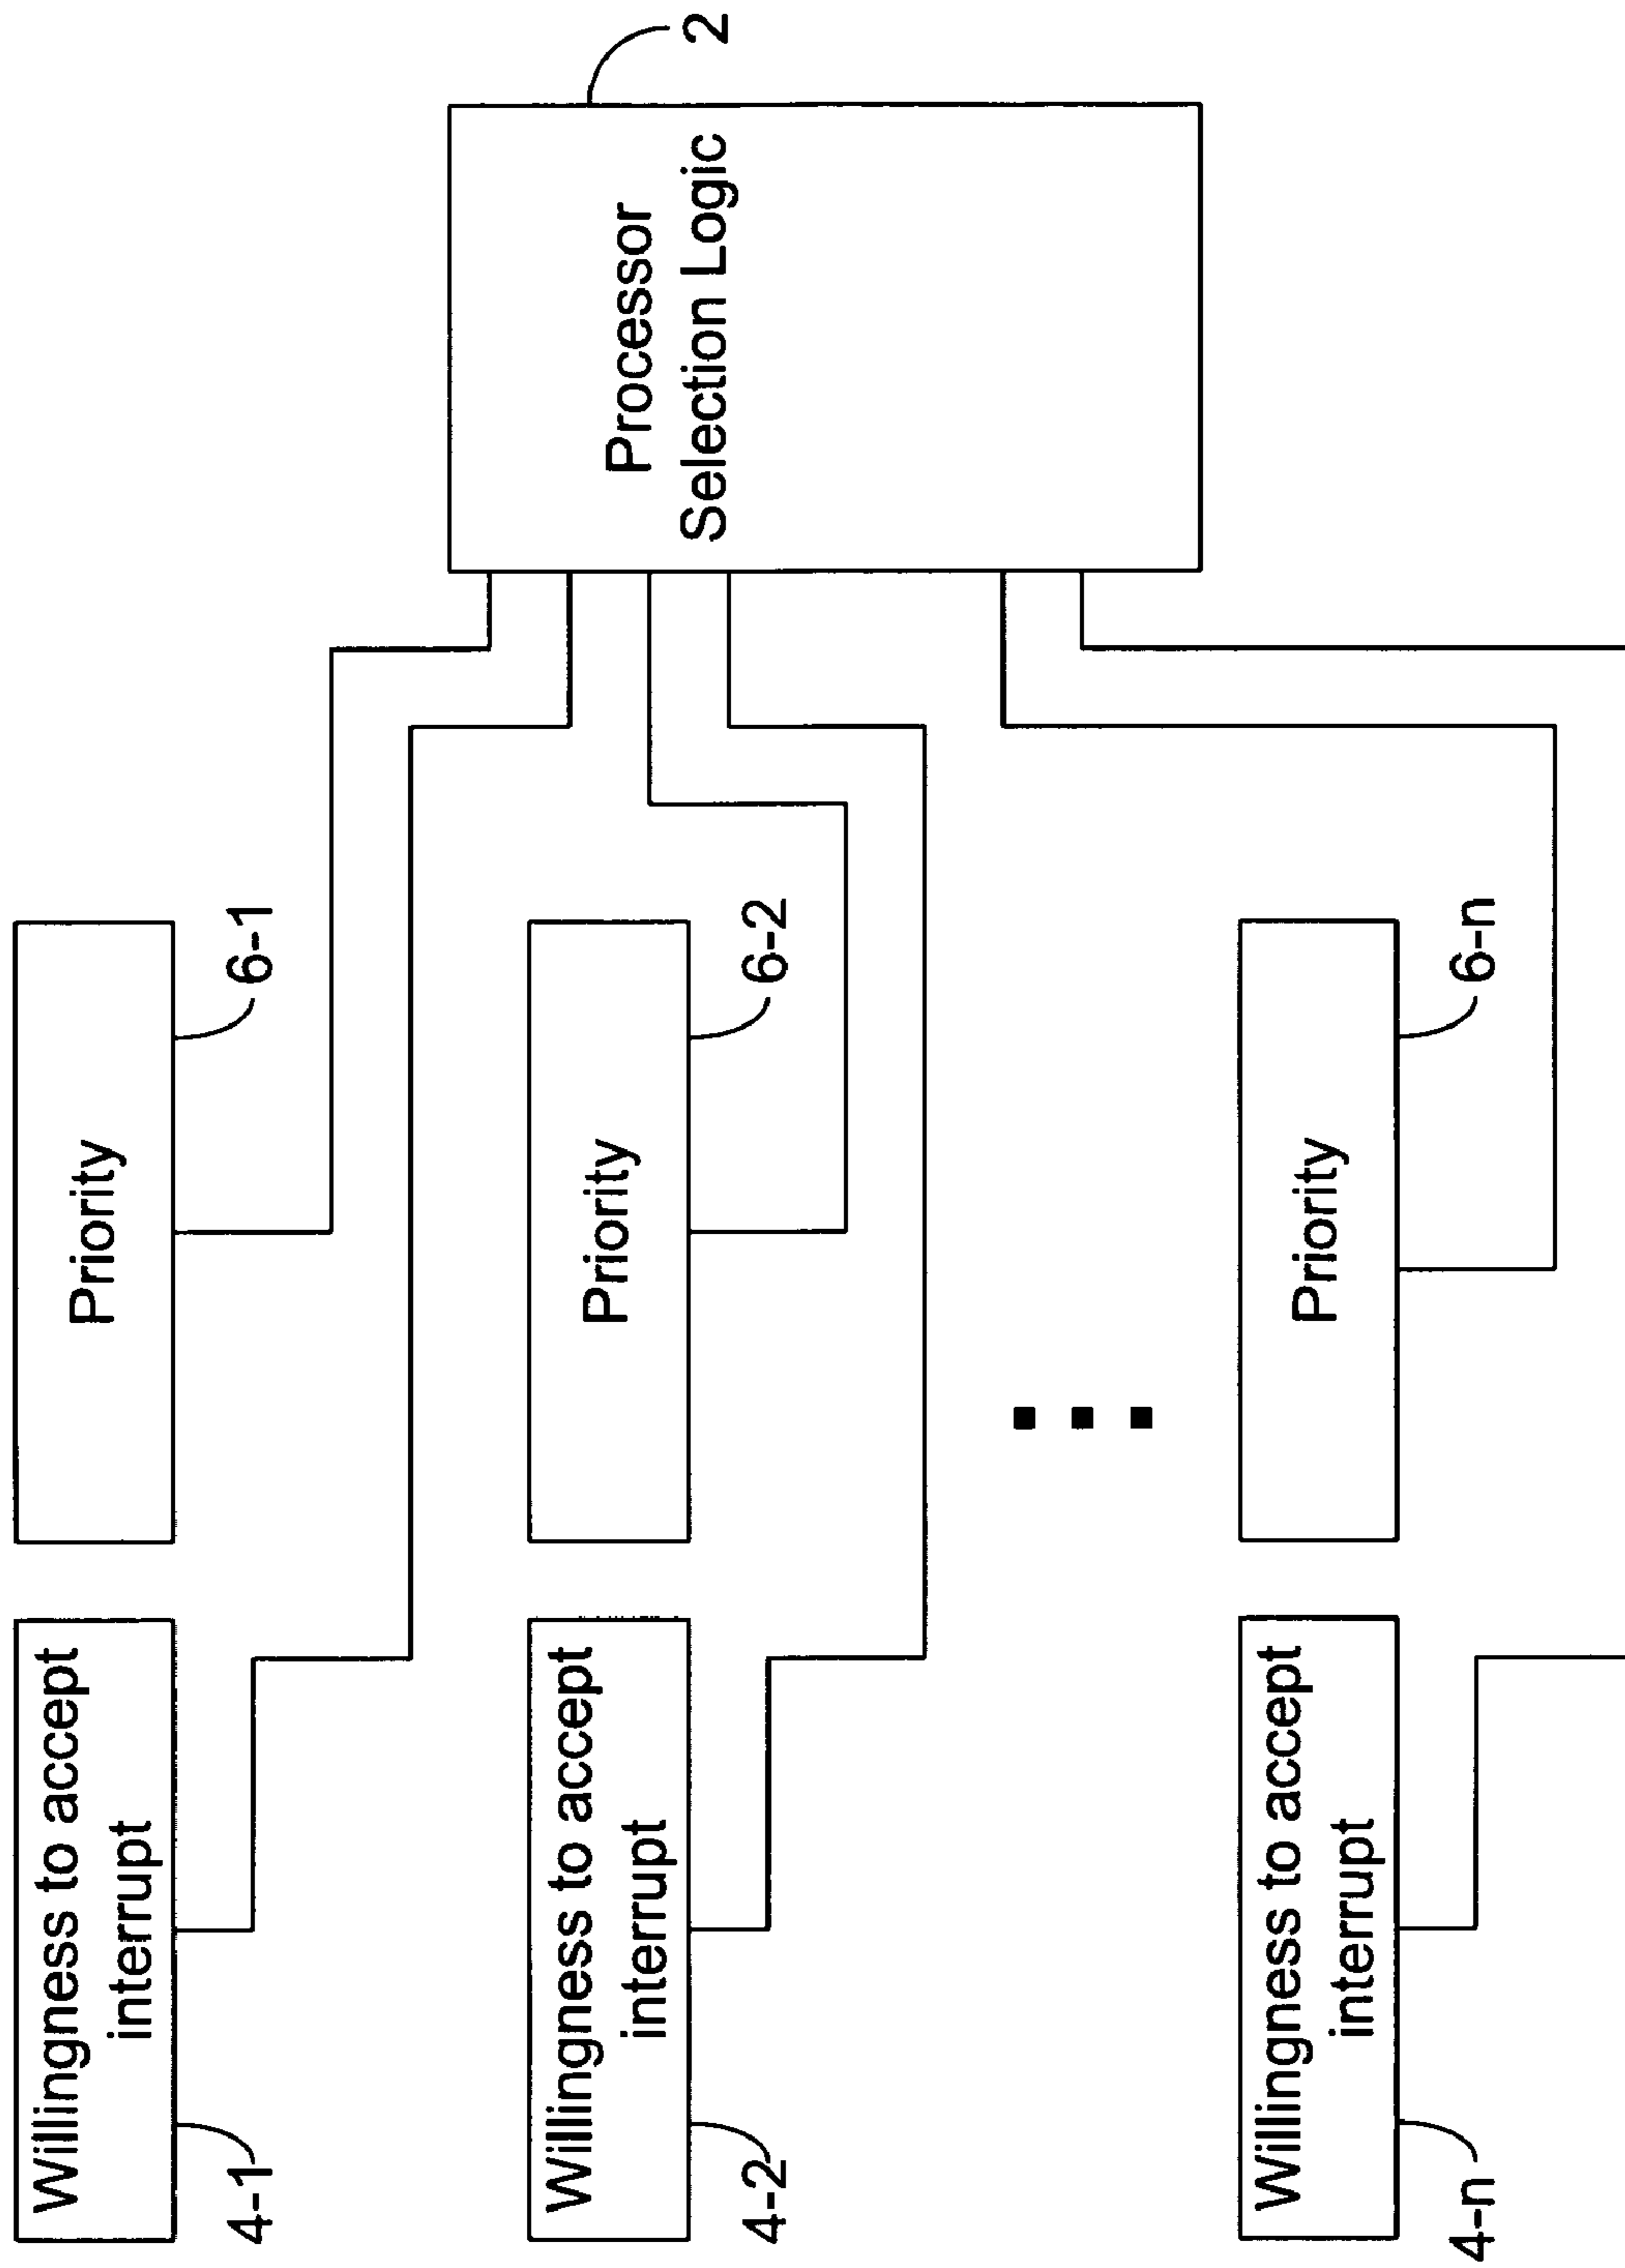 Willingness to accept
interrupt
4-1
Priority
6-1
Willingness to accept
interrupt
4-2
Priority
6-2
Willingness to accept
interrupt
4-n
Priority
6-n
Processor
Selection Logic
2